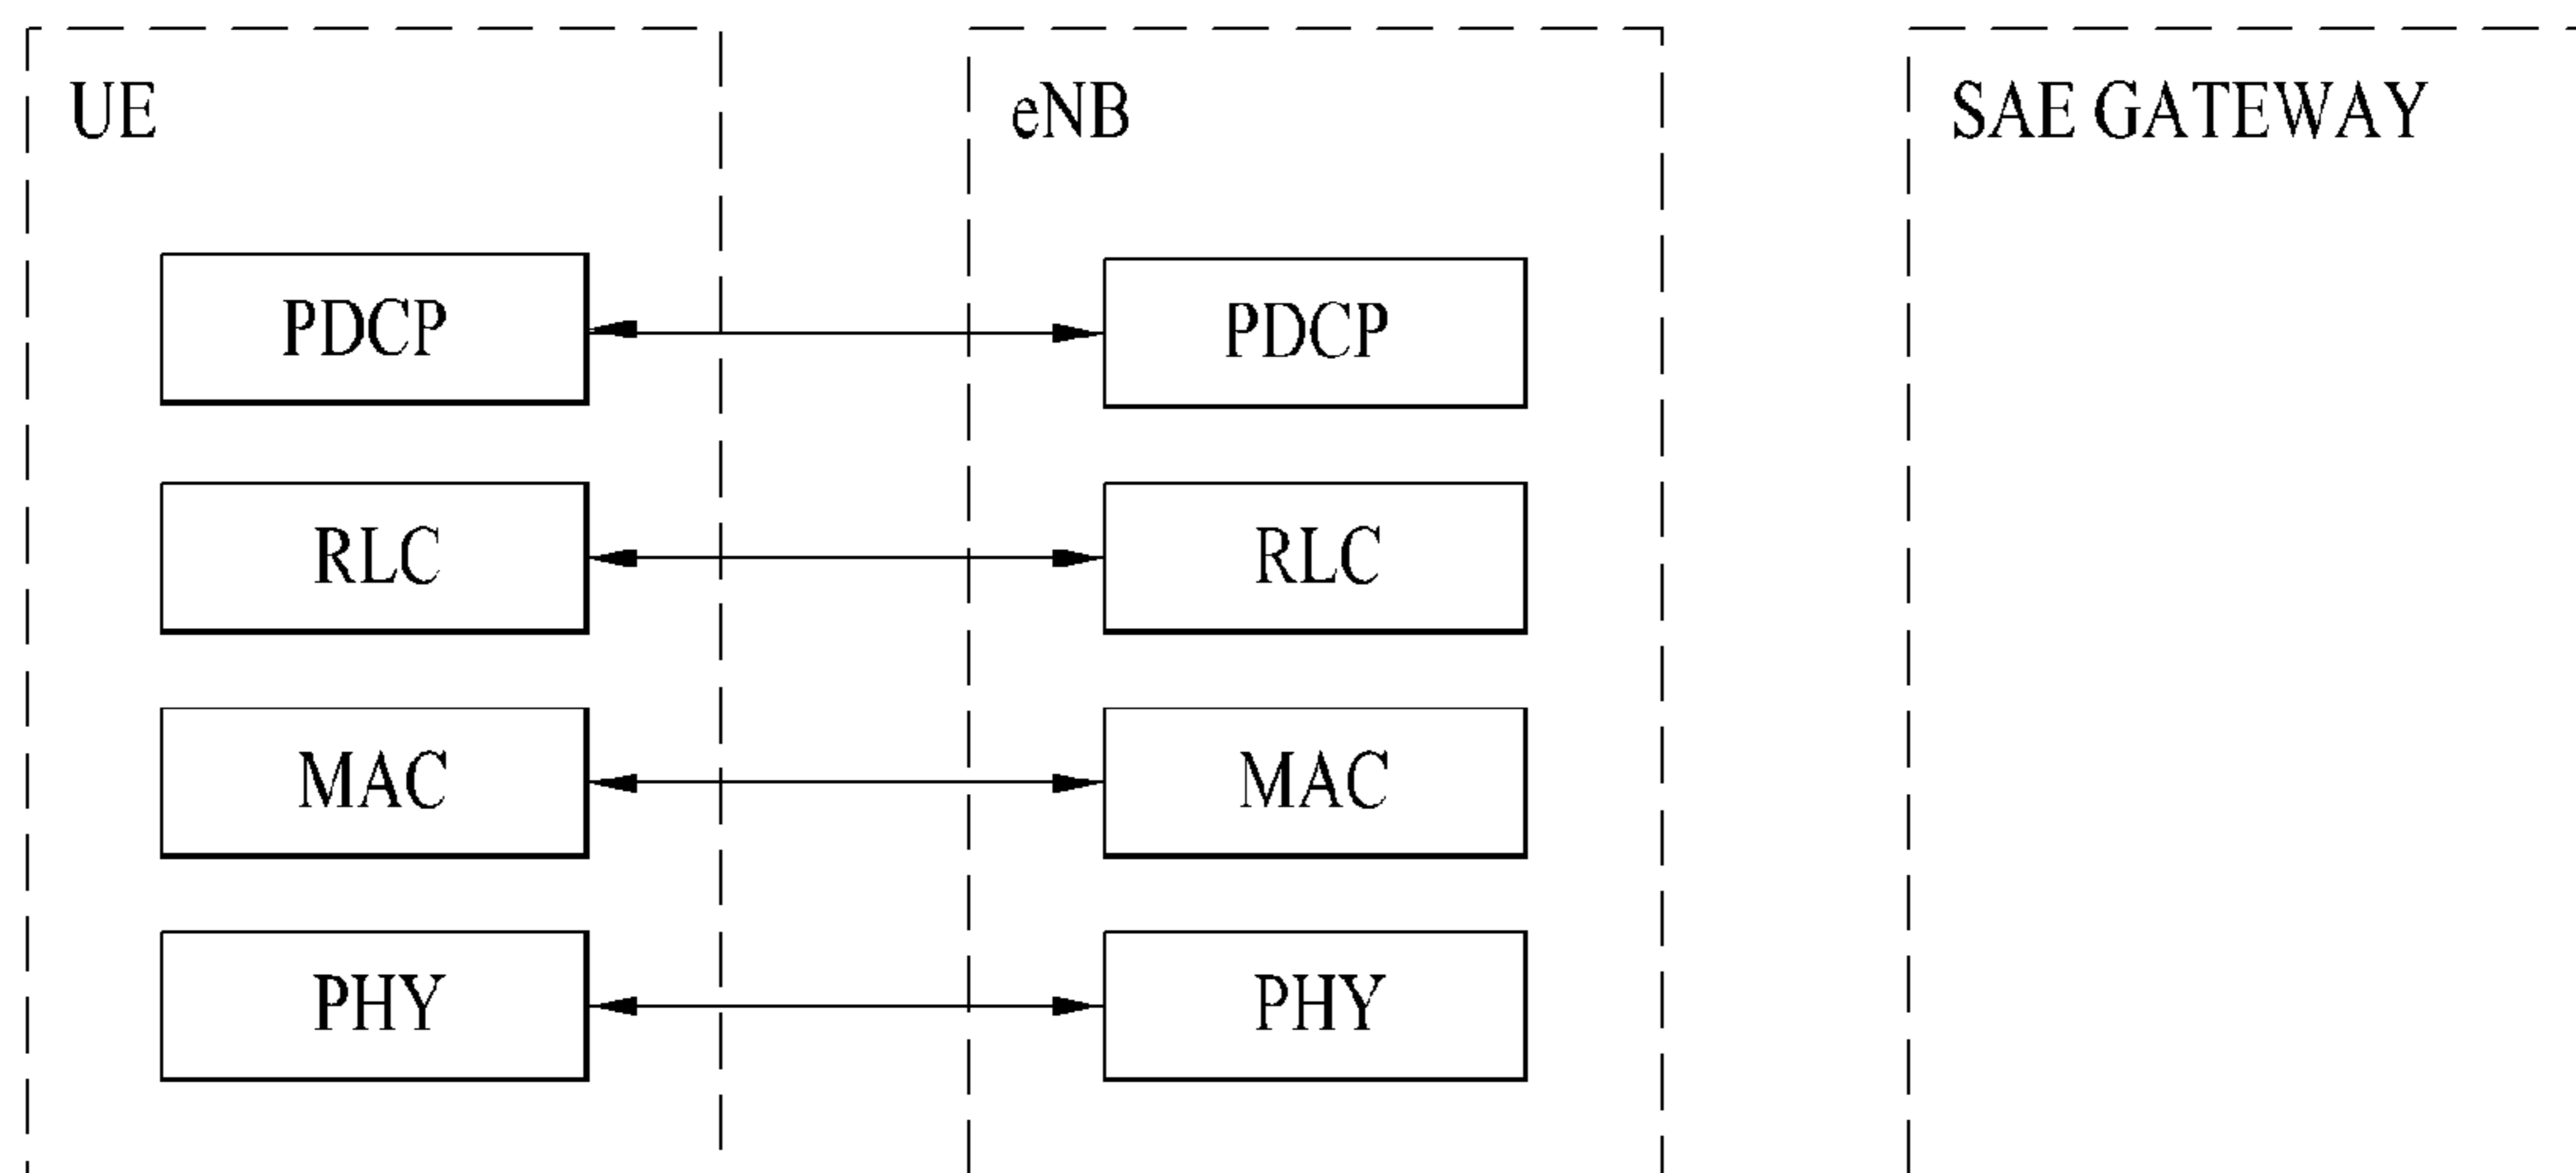 UE
eNB
SAE GATEWAY
PDCP
PDCP
RLC
RLC
MAC
MAC
PHY
PHY